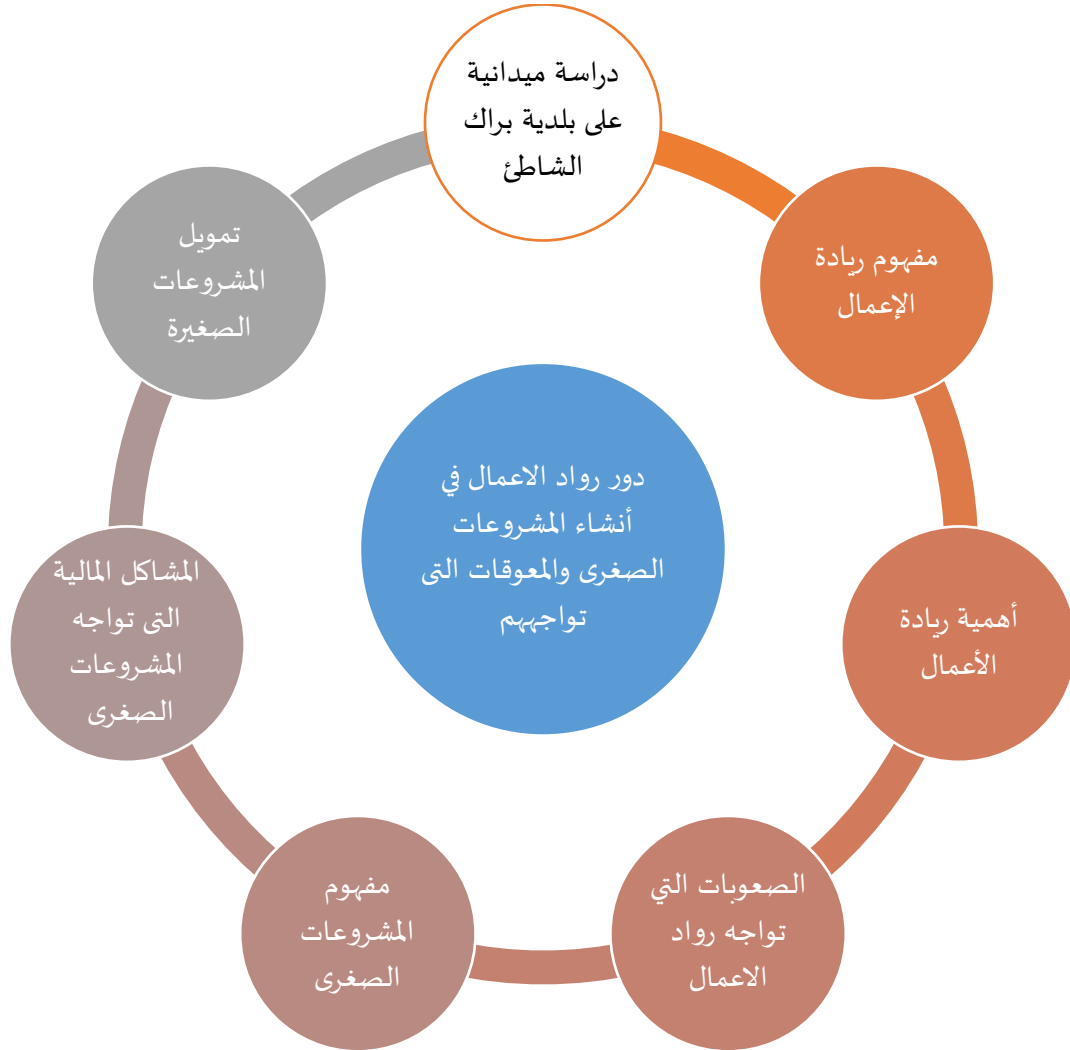 دراسة ميدانية
على بلدية براك
الشاطئ
مفهوم ريادة
الإعمال
أهمية ريادة
الأعمال
الصعوبات التي
تواجه رواد
الاعمال
مفهوم
المشروعات
الصغرى
المشاكل المالية
التى تواجه
المشروعات
الصغرى
تمويل
المشروعات
الصغيرة
دور رواد الاعمال في
أنشاء المشروعات
الصغرى والمعوقات التى
تواجههم